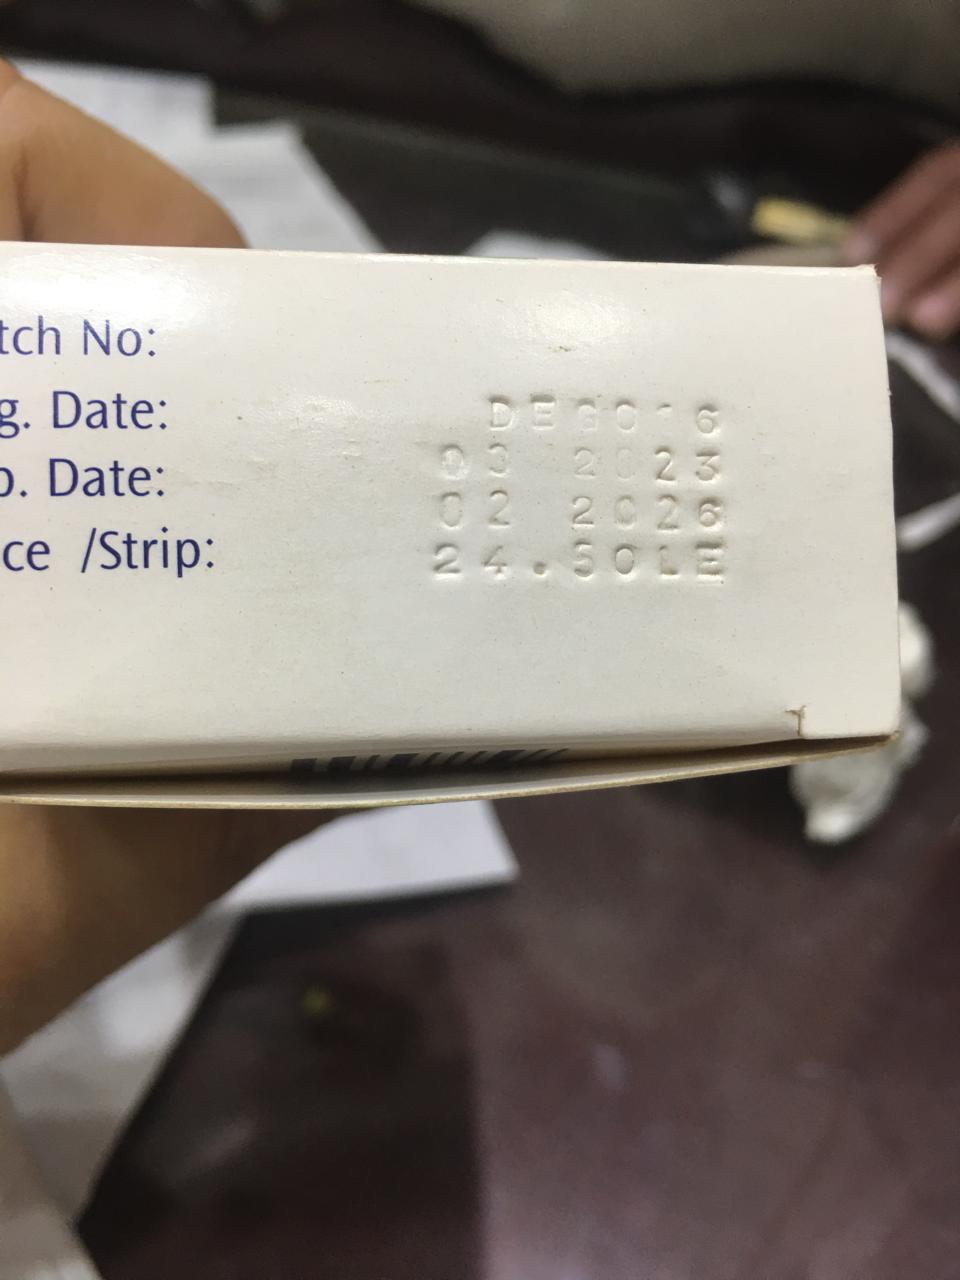 tch No:
g. Date:
p. Date:
ce /Strip:
03 2023
02 2026
24.50LE